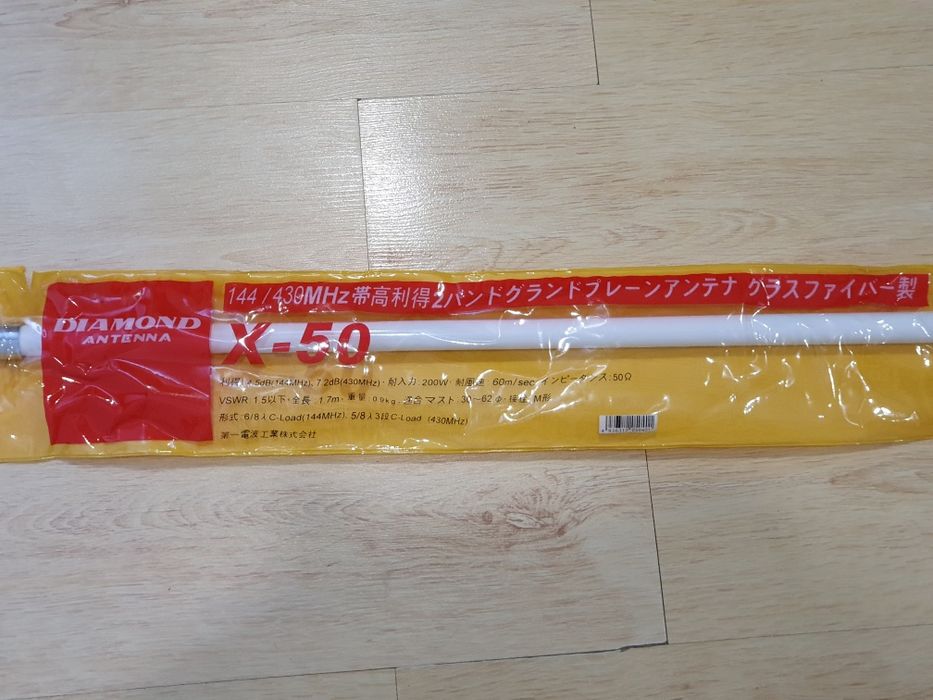 144/430MHz帯高利得2バンドグランドプレーンアンテナ グラスファイバー製
DIAMOND
ANTENNA
X-50
利得: 4.5dB(144MHz), 7.2dB(430MHz)・耐入力: 200W・耐風速: 60m/sec インピーダンス: 50Ω
VSWR: 1.5以下・全長: 1.7m・重量: 0.9kg, 適合マスト: 30〜62φ・接栓: M形
形式: 6/8λC-Load(144MHz). 5/8λ3段C-Load (430MHz)
第一電波工業株式会社